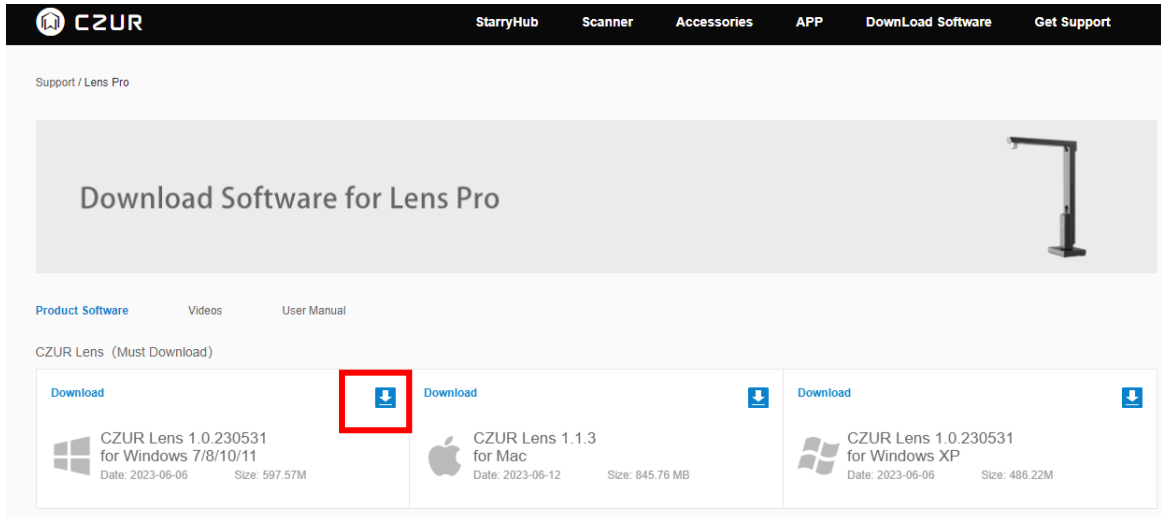 CZUR
StarryHub Scanner Accessories APP DownLoad Software Get Support
Support / Lens Pro
Download Software for Lens Pro
Product Software Videos User Manual
CZUR Lens (Must Download)
Download
CZUR Lens 1.0.230531
for Windows 7/8/10/11
Date: 2023-06-06 Size: 597.57M
Download
CZUR Lens 1.1.3
for Mac
Date: 2023-06-12 Size: 845.76 MB
Download
CZUR Lens 1.0.230531
for Windows XP
Date: 2023-06-06 Size: 486.22M